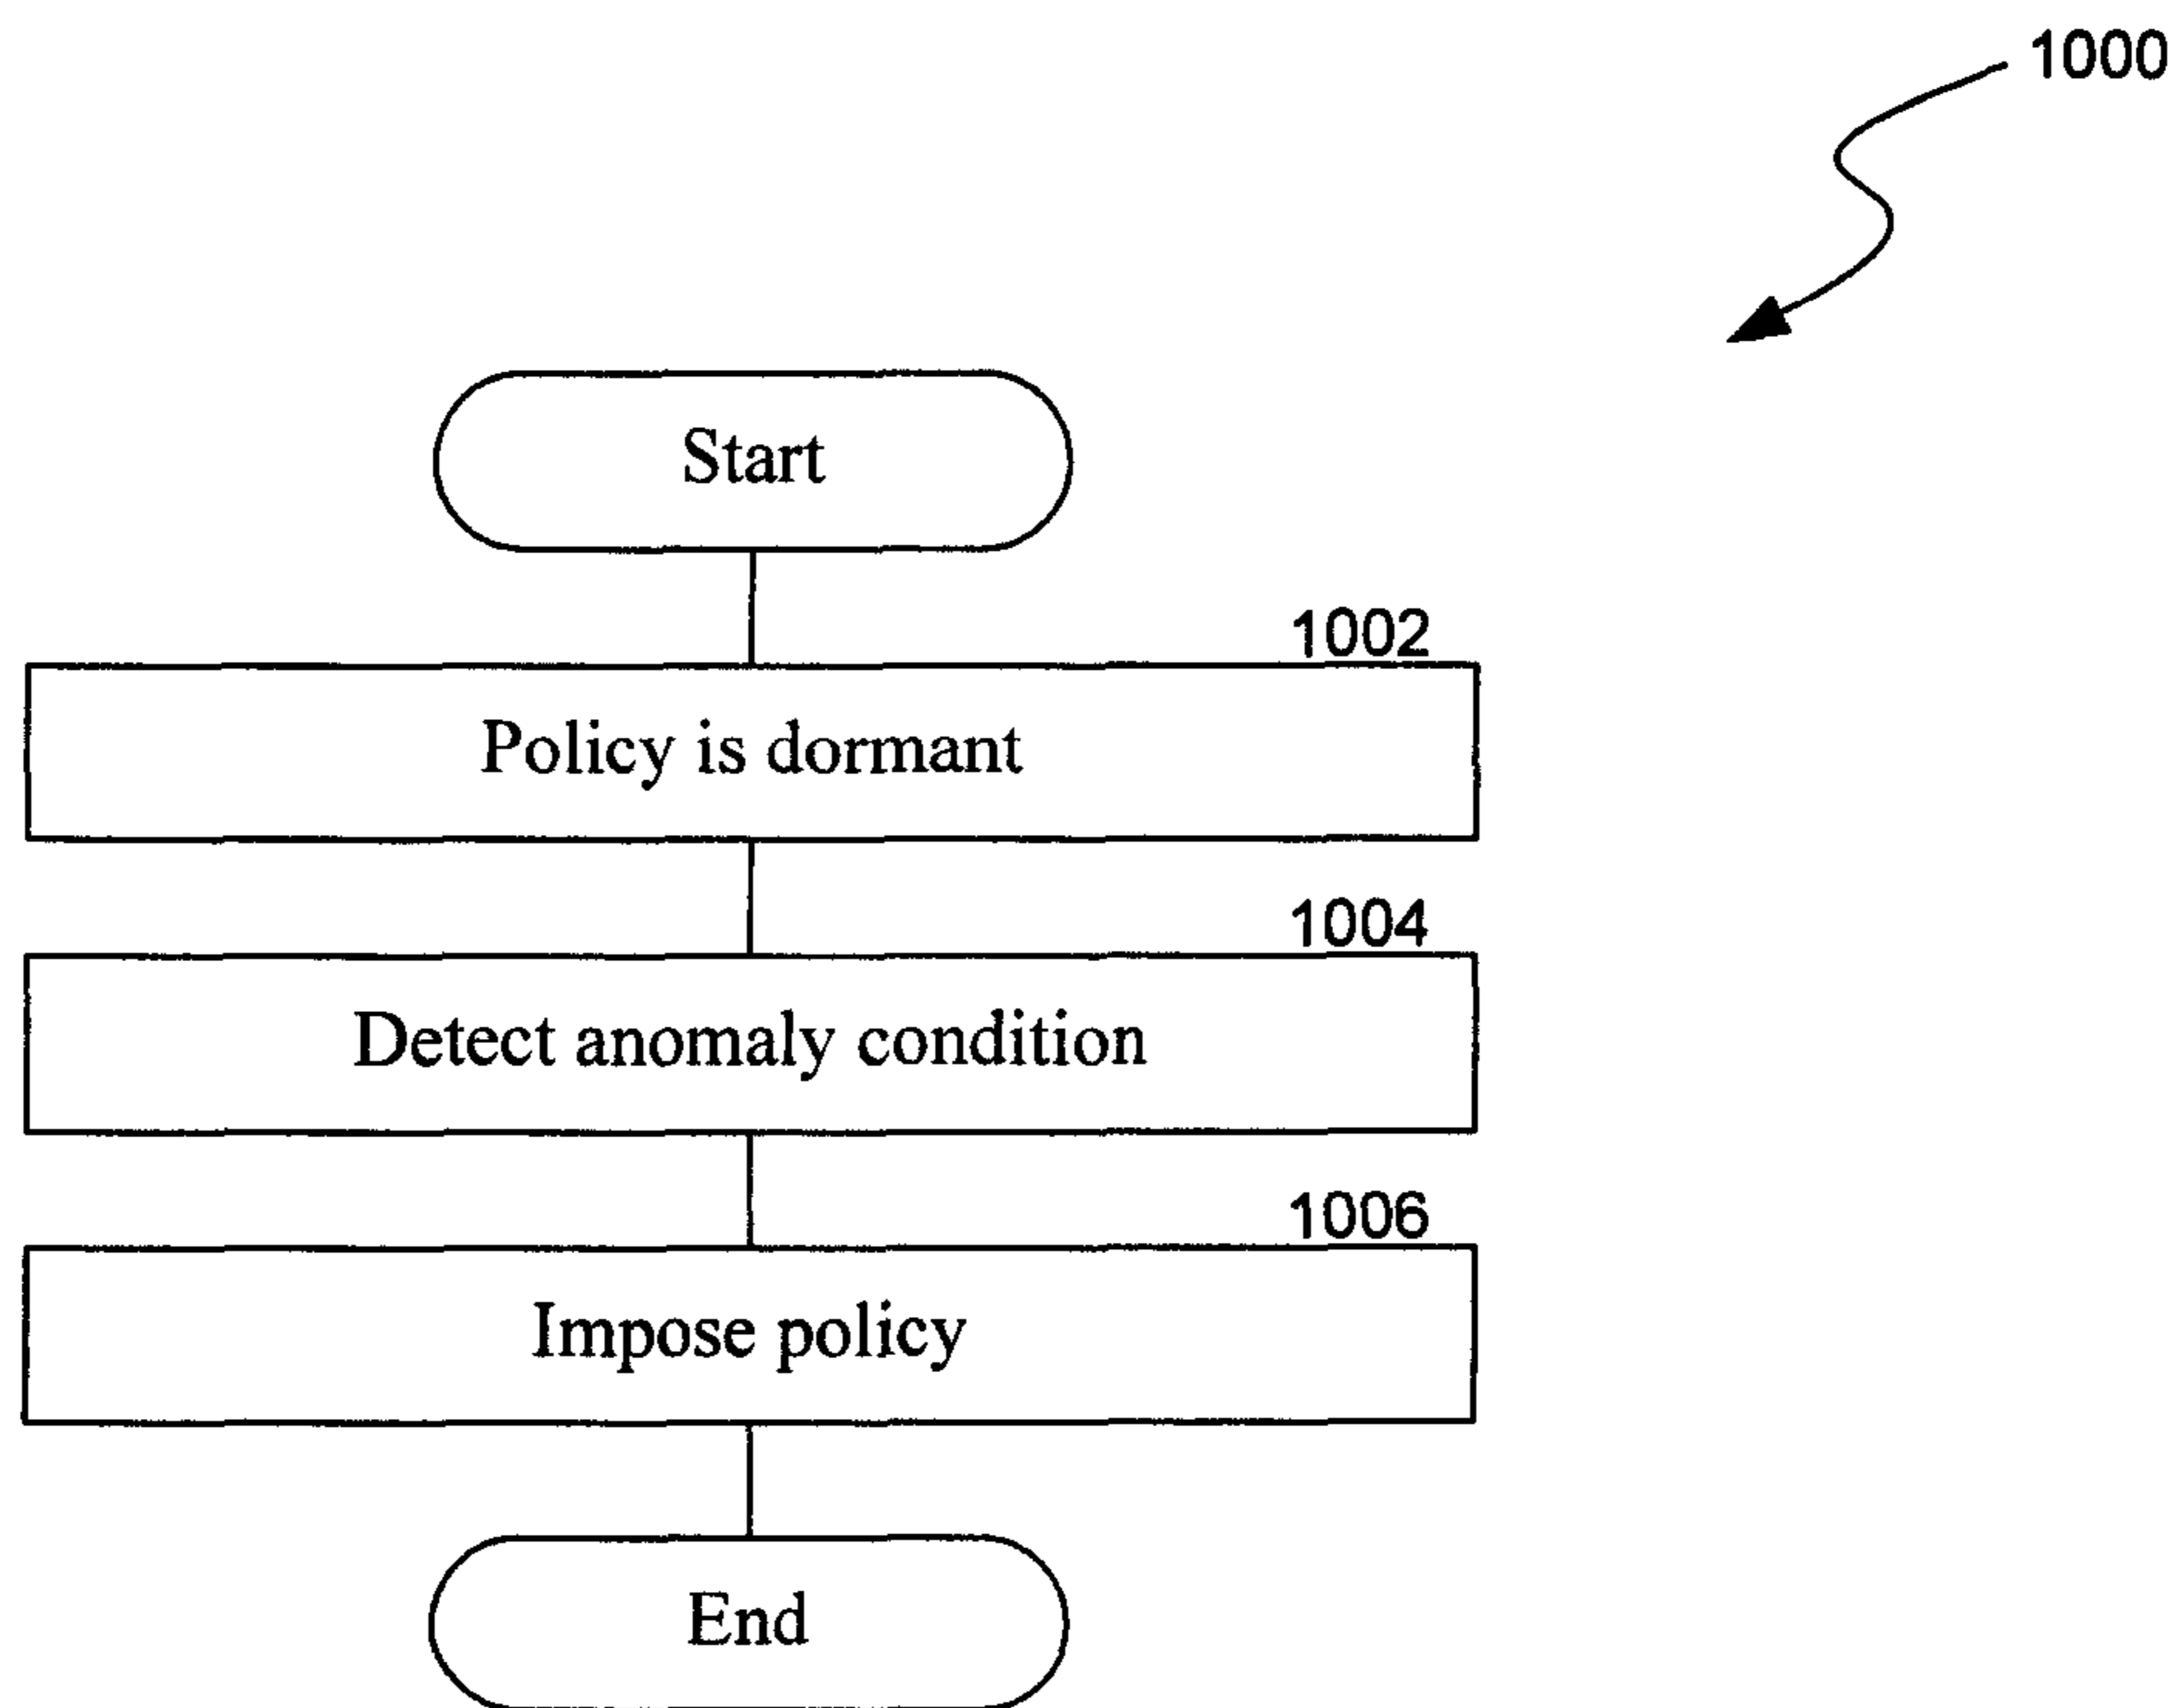 1000
Start
1002
Policy is dormant
1004
Detect anomaly condition
1006
Impose policy
End